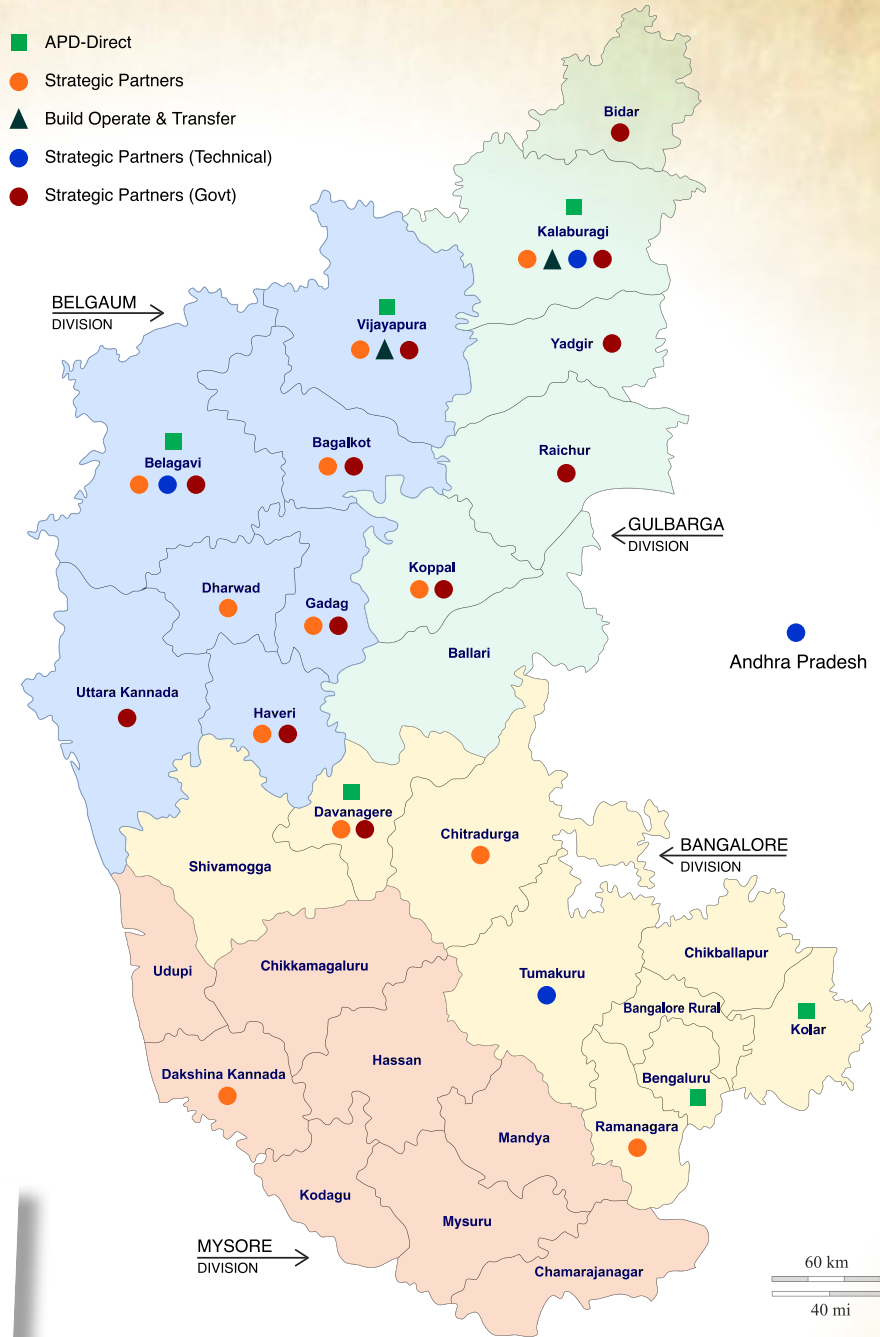 APD-Direct
Strategic Partners
Build Operate & Transfer
Strategic Partners (Technical)
Strategic Partners (Govt)
Bidar
Kalaburagi
BELGAUM
DIVISION
Vijayapura
Yadgir
Bagalkot
Raichur
Belagavi
GULBARGA
DIVISION
Koppal
Dharwad
Gadag
Ballari
Andhra Pradesh
Uttara Kannada
Haveri
Davanagere
Chitradurga
BANGALORE
DIVISION
Shivamogga
Chikballapur
Udupi
Chikkamagaluru
Tumakuru
Bangalore Rural
Kolar
Hassan
Dakshina Kannada
Bengaluru
Ramanagara
Mandya
Kodagu
Mysuru
MYSORE
DIVISION
Chamarajanagar
60 km
40 mi